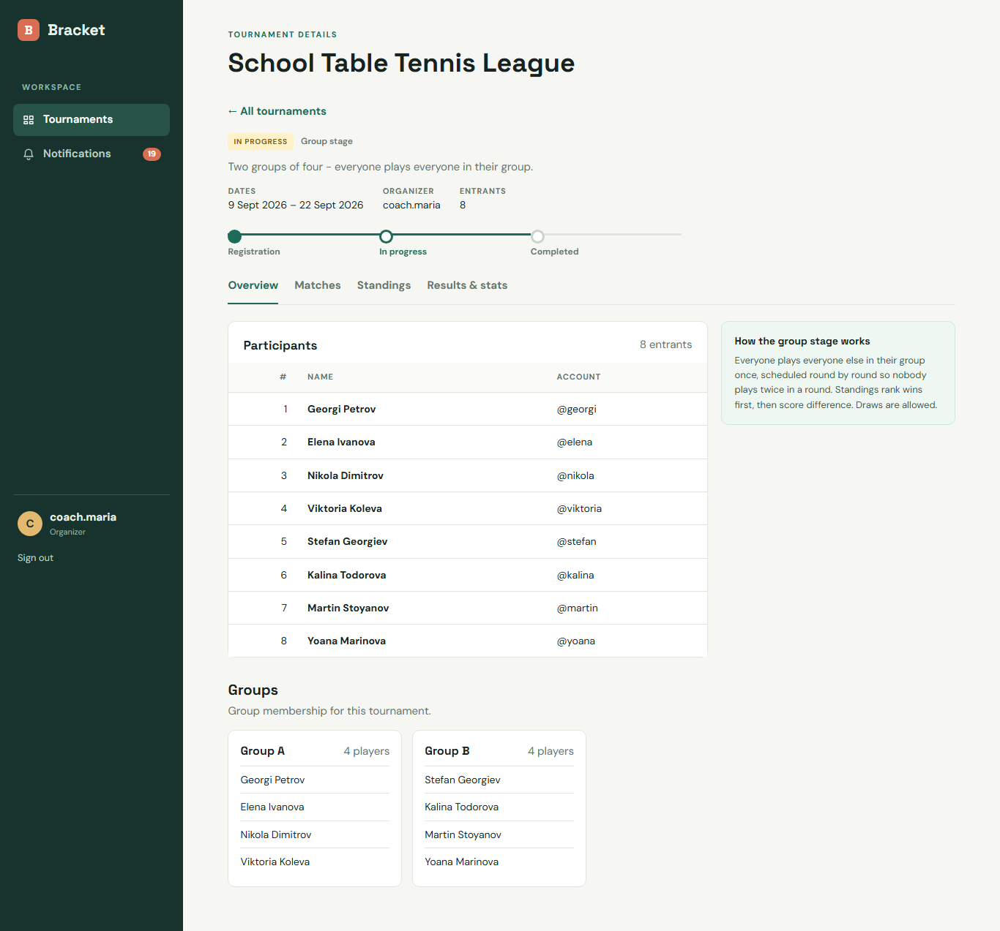 B Bracket
WORKSPACE
Tournaments
Notifications 19
coach.maria
C
Organizer
Sign out
TOURNAMENT DETAILS
School Table Tennis League
← All tournaments
IN PROGRESS Group stage
Two groups of four - everyone plays everyone in their group.
DATES ORGANIZER ENTRANTS
9 Sept 2026 – 22 Sept 2026 coach.maria 8
Registration In progress Completed
Overview Matches Standings Results & stats
Participants 8 entrants
# NAME ACCOUNT
1 Georgi Petrov @georgi
2 Elena Ivanova @elena
3 Nikola Dimitrov @nikola
4 Viktoria Koleva @viktoria
5 Stefan Georgiev @stefan
6 Kalina Todorova @kalina
7 Martin Stoyanov @martin
8 Yoana Marinova @yoana
How the group stage works
Everyone plays everyone else in their group
once, scheduled round by round so nobody
plays twice in a round. Standings rank wins
first, then score difference. Draws are allowed.
Groups
Group membership for this tournament.
Group A 4 players
Georgi Petrov
Elena Ivanova
Nikola Dimitrov
Viktoria Koleva
Group B 4 players
Stefan Georgiev
Kalina Todorova
Martin Stoyanov
Yoana Marinova